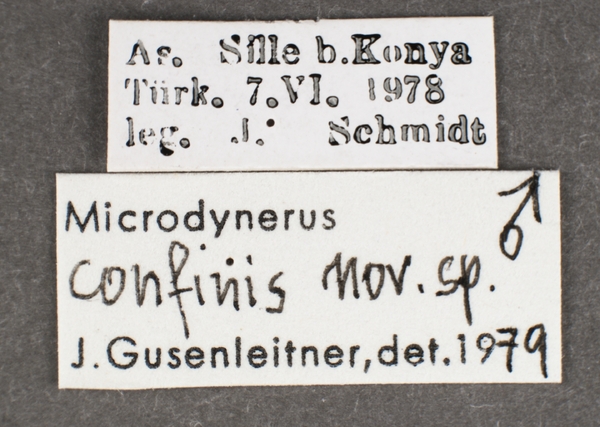 As. Sille b.Konya
Türk. 7.VI. 1978
leg. J. Schmidt
Microdynerus ♂
confinis nov. sp.
J.Gusenleitner,det.1979